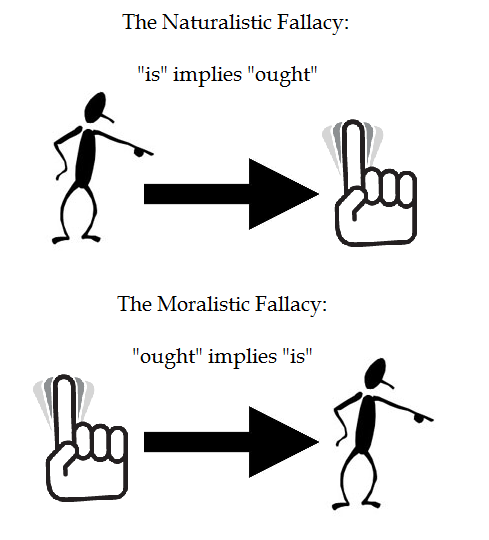 The Naturalistic Fallacy:
"is" implies "ought"
The Moralistic Fallacy:
"ought" implies "is"